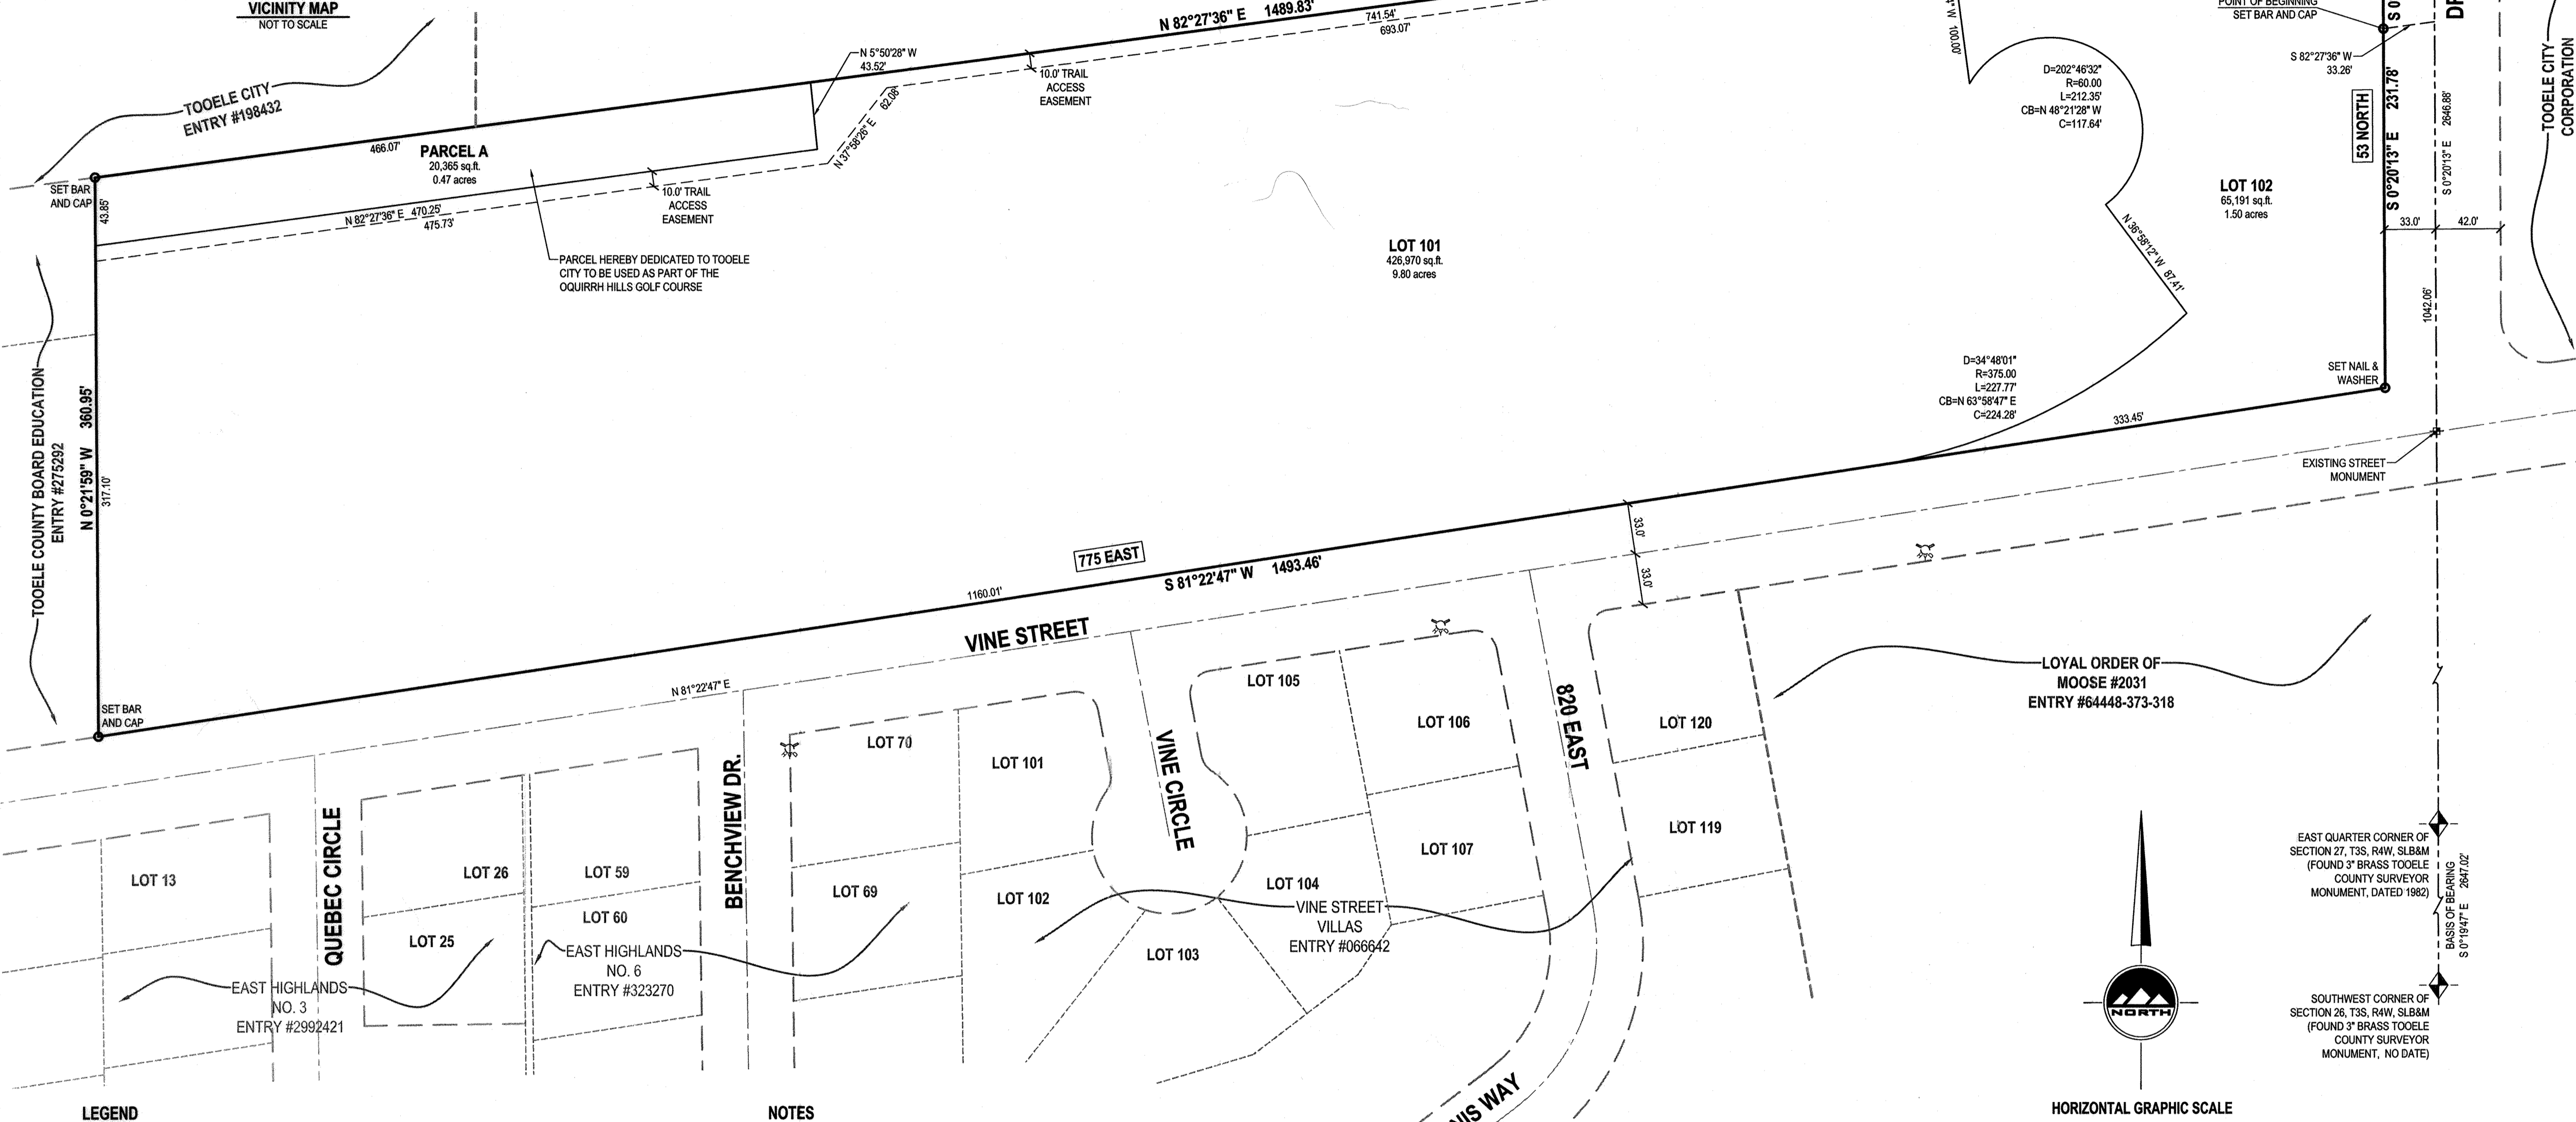 VICINITY MAP
NOT TO SCALE
N 82°27'36" E 1489.83'
741.54'
693.07'
POINT OF BEGINNING
SET BAR AND CAP
S 82°27'36" W
33.26'
TOOELE CITY
CORPORATION
N 5°50'28" W
43.52'
10.0' TRAIL
ACCESS
EASEMENT
TOOELE CITY
ENTRY #198432
466.07'
PARCEL A
20,365 sq.ft.
0.47 acres
N 37°58'26" E 62.08'
W 100.00'
D=202°46'32"
R=60.00
L=212.35'
CB=N 48°21'28" W
C=117.64'
53 NORTH
S 0°20'13" E 231.78'
S 0°20'13" E 2646.88'
SET BAR
AND CAP
43.85'
10.0' TRAIL
ACCESS
EASEMENT
N 82°27'36" E 470.25'
475.73'
LOT 102
65,191 sq.ft.
1.50 acres
33.0'
42.0'
N 36°58'12" W 87.41'
LOT 101
426,970 sq.ft.
9.80 acres
PARCEL HEREBY DEDICATED TO TOOELE
CITY TO BE USED AS PART OF THE
OQUIRRH HILLS GOLF COURSE
1042.06'
TOOELE COUNTY BOARD EDUCATION
ENTRY #275292
N 0°21'59" W 360.95'
317.10'
D=34°48'01"
R=375.00
L=227.77'
CB=N 63°58'47" E
C=224.28'
SET NAIL &
WASHER
333.45'
EXISTING STREET
MONUMENT
33.0'
33.0'
775 EAST
S 81°22'47" W 1493.46'
1160.01'
VINE STREET
N 81°22'47" E
SET BAR
AND CAP
LOYAL ORDER OF
MOOSE #2031
ENTRY #64448-373-318
LOT 105
LOT 106
820 EAST
LOT 120
LOT 70
LOT 101
VINE CIRCLE
BENCHVIEW DR.
QUEBEC CIRCLE
LOT 119
LOT 107
LOT 13
LOT 26
LOT 59
LOT 69
LOT 102
LOT 104
LOT 60
LOT 25
VINE STREET
VILLAS
ENTRY #066642
LOT 103
EAST HIGHLANDS
NO. 6
ENTRY #323270
EAST HIGHLANDS
NO. 3
ENTRY #2992421
EAST QUARTER CORNER OF
SECTION 27, T3S, R4W, SLB&M
(FOUND 3" BRASS TOOELE
COUNTY SURVEYOR
MONUMENT, DATED 1982)
BASIS OF BEARING
S 0°19'47" E 2647.02'
NORTH
SOUTHWEST CORNER OF
SECTION 26, T3S, R4W, SLB&M
(FOUND 3" BRASS TOOELE
COUNTY SURVEYOR
MONUMENT, NO DATE)
WAY
LEGEND
NOTES
HORIZONTAL GRAPHIC SCALE